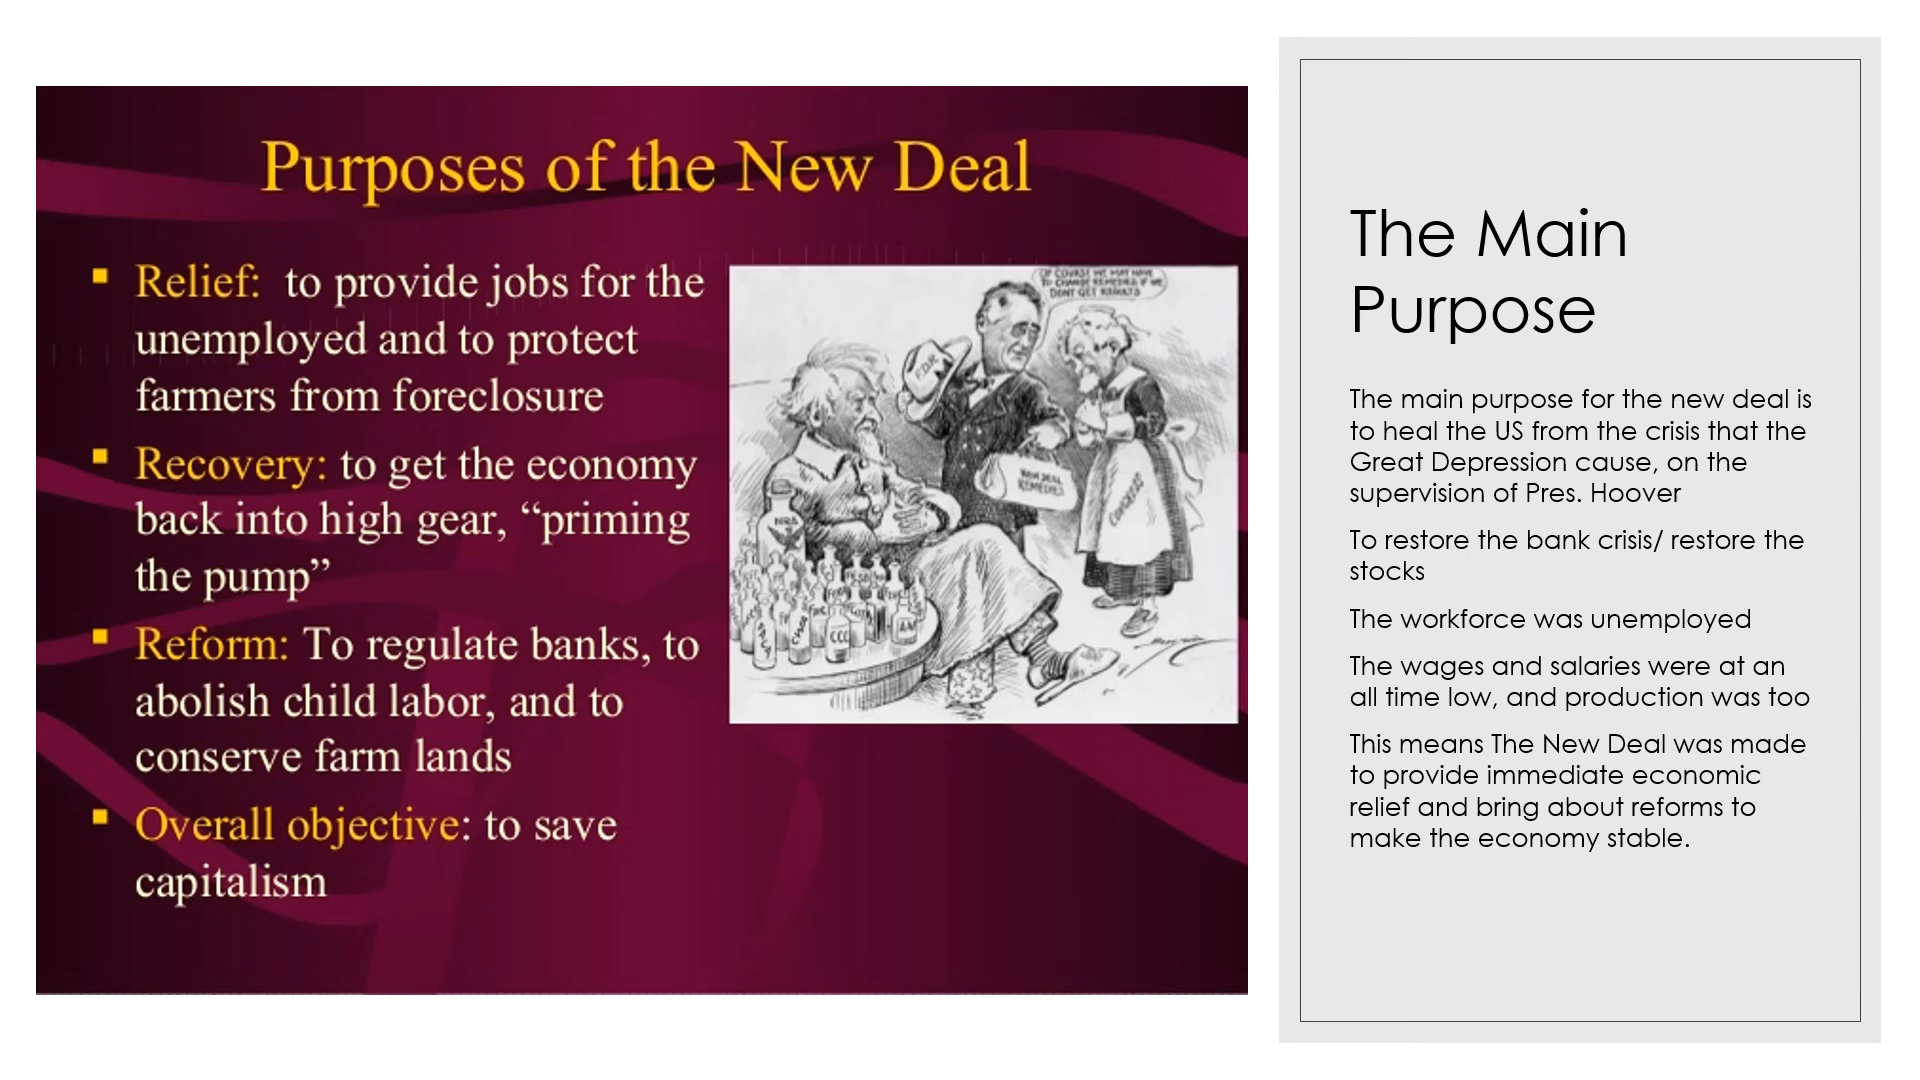 Purposes of the New Deal
Relief: to provide jobs for the
unemployed and to protect
farmers from foreclosure
Recovery: to get the economy
back into high gear, “priming
the pump”
Reform: To regulate banks, to
abolish child labor, and to
conserve farm lands
Overall objective: to save
capitalism
OF COURSE WE MAY HAVE
TO CHANGE REMEDIES IF WE
DON'T GET RESULTS
FDR
NEW DEAL
REMEDIES
CONGRESS
NRA
CCC
The Main
Purpose
The main purpose for the new deal is
to heal the US from the crisis that the
Great Depression cause, on the
supervision of Pres. Hoover
To restore the bank crisis/ restore the
stocks
The workforce was unemployed
The wages and salaries were at an
all time low, and production was too
This means The New Deal was made
to provide immediate economic
relief and bring about reforms to
make the economy stable.